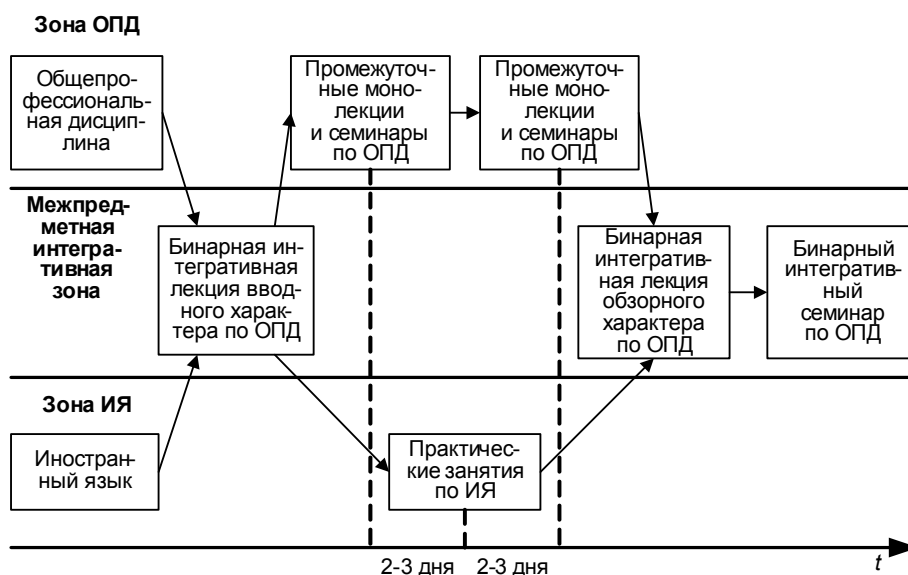 Зона ОПД
Общепро-
фессиональ-
ная дисцип-
лина
Промежуточ-
ные моно-
лекции
и семинары
по ОПД
Промежуточ-
ные моно-
лекции
и семинары
по ОПД
Межпред-
метная
интегра-
тивная
зона
Бинарная ин-
тегративная
лекция ввод-
ного харак-
тера по ОПД
Бинарная
интегратив-
ная лекция
обзорного
характера
по ОПД
Бинарный
интегратив-
ный
семинар
по ОПД
Зона ИЯ
Иностран-
ный язык
Практичес-
кие занятия
по ИЯ
2-3 дня
2-3 дня
t